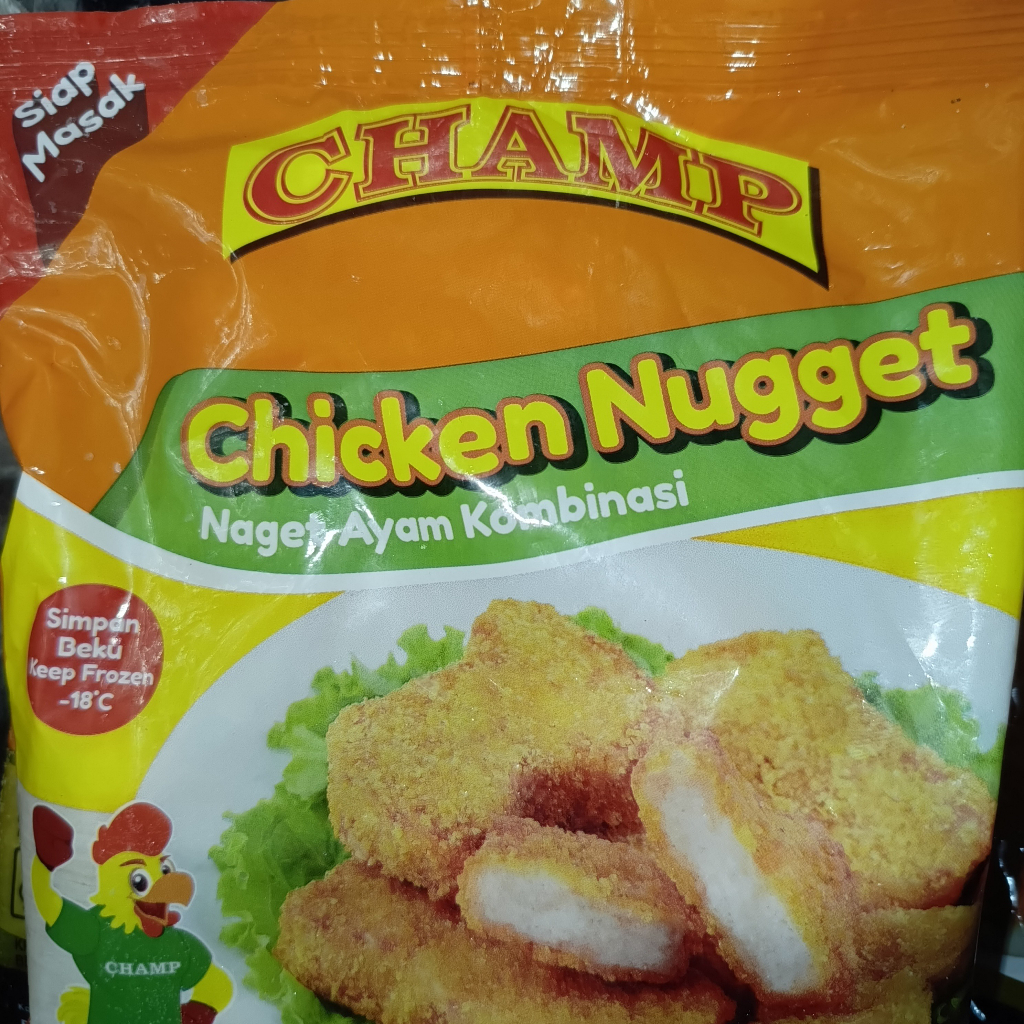 Siap
Masak
CHAMP
Chicken Nugget
Naget Ayam Kombinasi
Simpan
Beku
Keep Frozen
-18°C
CHAMP